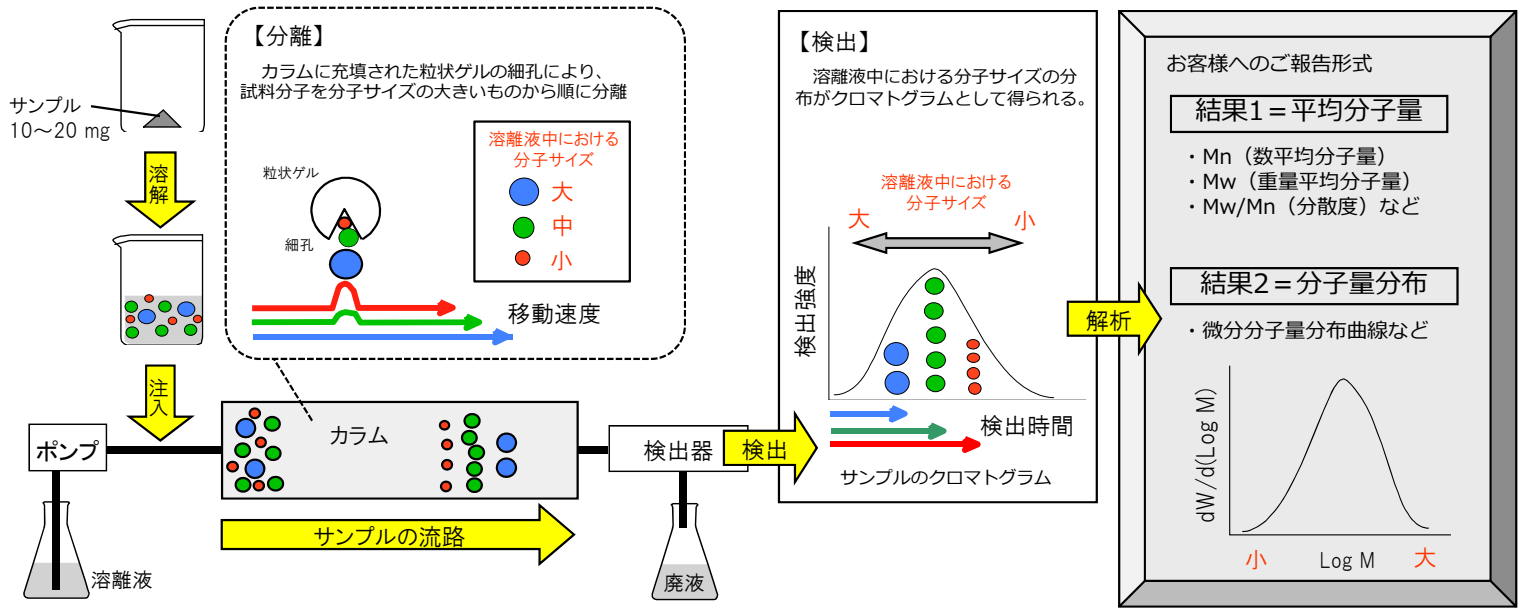 サンプル
10～20 mg
溶解
注入
ポンプ
溶離液
【分離】
カラムに充填された粒状ゲルの細孔により、
試料分子を分子サイズの大きいものから順に分離
粒状ゲル
細孔
溶離液中における
分子サイズ
大
中
小
移動速度
カラム
サンプルの流路
検出器
廃液
検出
【検出】
溶離液中における分子サイズの分
布がクロマトグラムとして得られる。
溶離液中における
分子サイズ
大
小
検出強度
検出時間
サンプルのクロマトグラム
解析
お客様へのご報告形式
結果1＝平均分子量
・Mn（数平均分子量）
・Mw（重量平均分子量）
・Mw/Mn（分散度）など
結果2＝分子量分布
・微分分子量分布曲線など
dW/d(Log M)
小
Log M
大